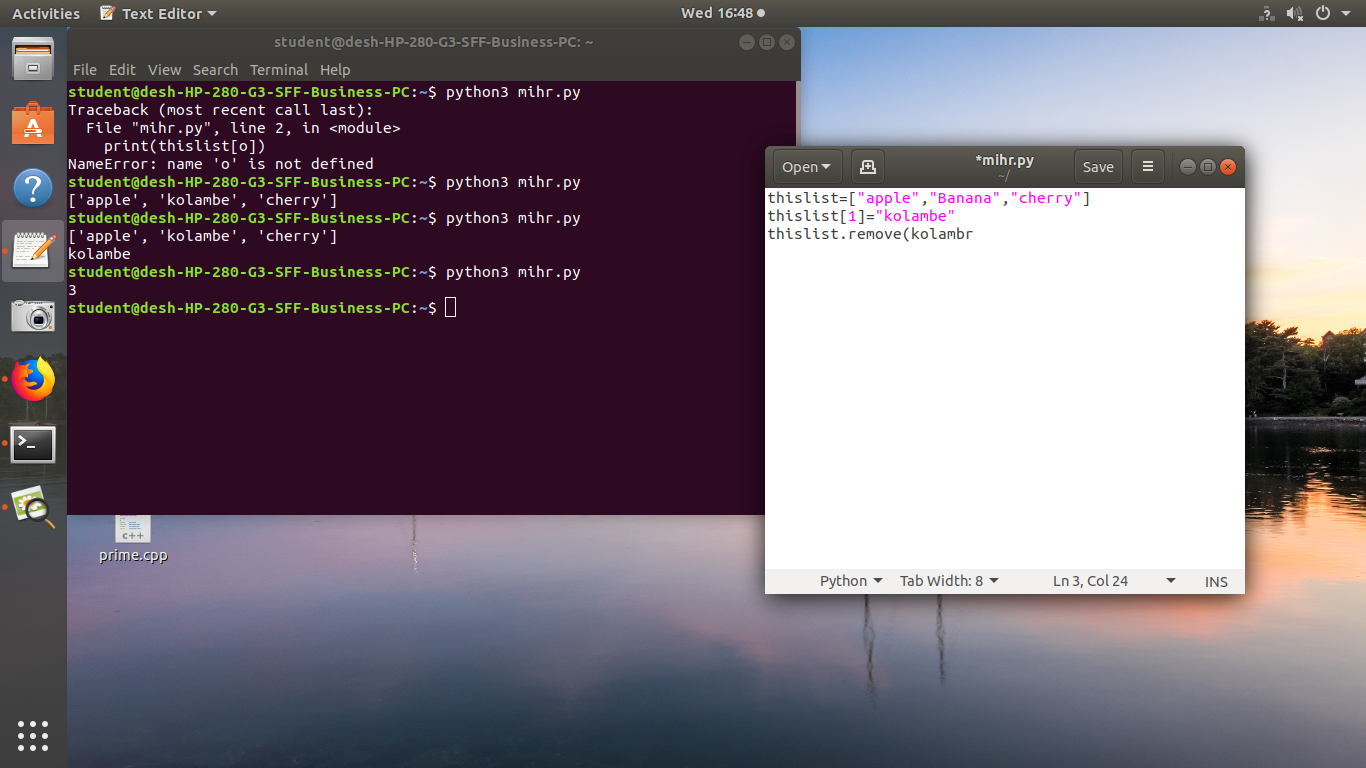 Activities Text Editor Wed 16:48
student@desh-HP-280-G3-SFF-Business-PC: ~
File Edit View Search Terminal Help
student@desh-HP-280-G3-SFF-Business-PC:~$ python3 mihr.py
Traceback (most recent call last):
  File "mihr.py", line 2, in <module>
    print(thislist[o])
NameError: name 'o' is not defined
student@desh-HP-280-G3-SFF-Business-PC:~$ python3 mihr.py
['apple', 'kolambe', 'cherry']
student@desh-HP-280-G3-SFF-Business-PC:~$ python3 mihr.py
['apple', 'kolambe', 'cherry']
kolambe
student@desh-HP-280-G3-SFF-Business-PC:~$ python3 mihr.py
3
student@desh-HP-280-G3-SFF-Business-PC:~$
c++
prime.cpp
Open *mihr.py Save
~/
thislist=["apple","Banana","cherry"]
thislist[1]="kolambe"
thislist.remove(kolambr
Python Tab Width: 8 Ln 3, Col 24 INS